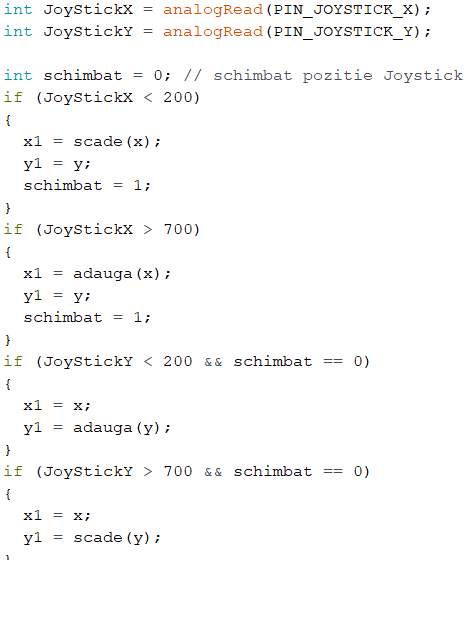 int JoyStickX = analogRead(PIN_JOYSTICK_X);
int JoyStickY = analogRead(PIN_JOYSTICK_Y);

int schimbat = 0; // schimbat pozitie Joystick
if (JoyStickX < 200)
{
  x1 = scade(x);
  y1 = y;
  schimbat = 1;
}
if (JoyStickX > 700)
{
  x1 = adauga(x);
  y1 = y;
  schimbat = 1;
}
if (JoyStickY < 200 && schimbat == 0)
{
  x1 = x;
  y1 = adauga(y);
}
if (JoyStickY > 700 && schimbat == 0)
{
  x1 = x;
  y1 = scade(y);
}